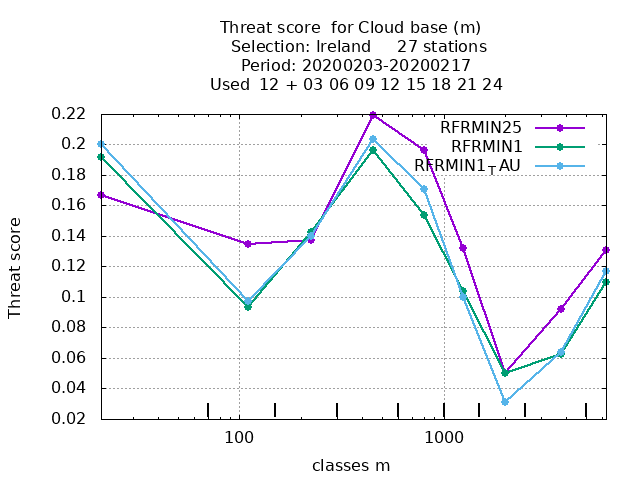 Threat score  for Cloud base (m)
Selection: Ireland     27 stations
Period: 20200203-20200217
Used  12 + 03 06 09 12 15 18 21 24
0.22
0.2
0.18
0.16
0.14
0.12
0.1
0.08
0.06
0.04
0.02
Threat score
RFRMIN25
RFRMIN1
RFRMIN1TAU
100
1000
classes m